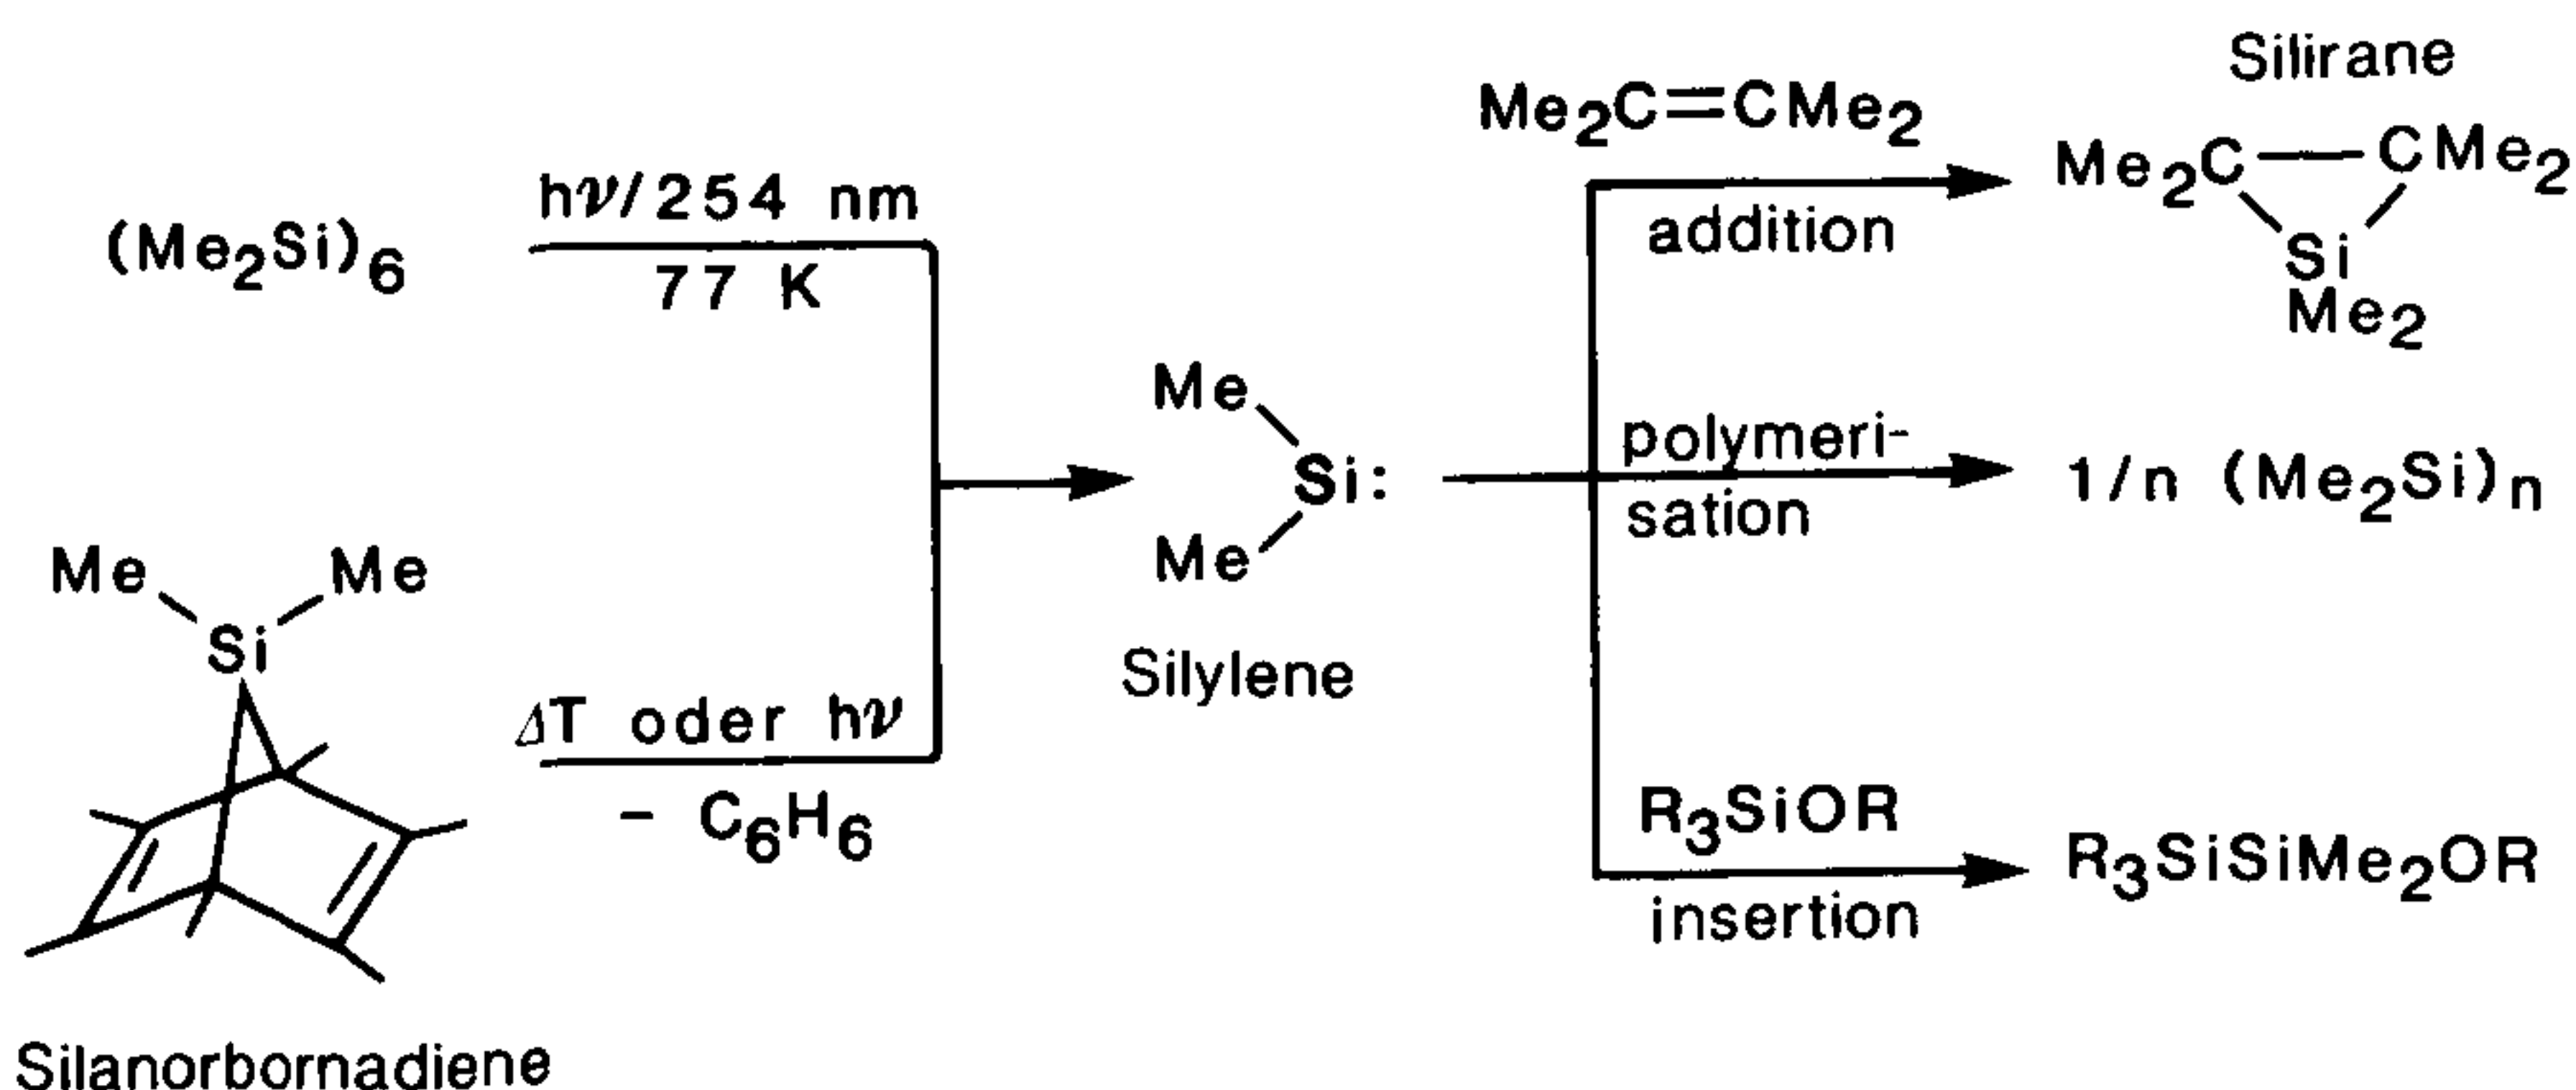 (Me2Si)6
hν/254 nm
77 K
Me Me
Si
Silanorbornadiene
ΔT oder hν
– C6H6
Me
Si:
Me
Silylene
Me2C=CMe2
addition
Silirane
Me2C—CMe2
Si
Me2
polymeri-
sation
1/n (Me2Si)n
R3SiOR
insertion
R3SiSiMe2OR